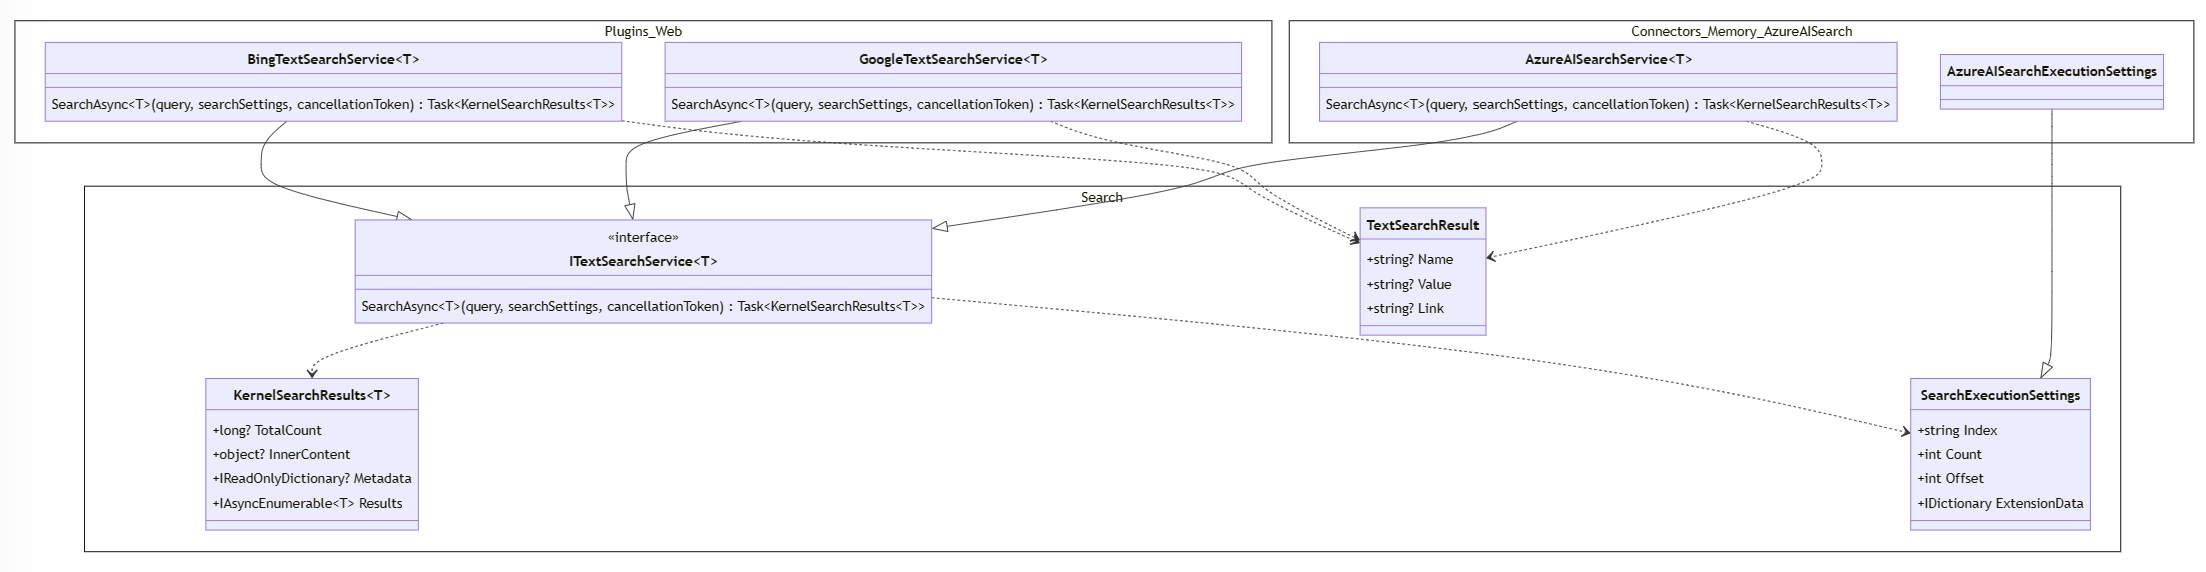 Plugins_Web
BingTextSearchService<T>
SearchAsync<T>(query, searchSettings, cancellationToken) : Task<KernelSearchResults<T>>
GoogleTextSearchService<T>
SearchAsync<T>(query, searchSettings, cancellationToken) : Task<KernelSearchResults<T>>
Connectors_Memory_AzureAISearch
AzureAISearchService<T>
SearchAsync<T>(query, searchSettings, cancellationToken) : Task<KernelSearchResults<T>>
AzureAISearchExecutionSettings
Search
«interface»
ITextSearchService<T>
SearchAsync<T>(query, searchSettings, cancellationToken) : Task<KernelSearchResults<T>>
TextSearchResult
+string? Name
+string? Value
+string? Link
KernelSearchResults<T>
+long? TotalCount
+object? InnerContent
+IReadOnlyDictionary? Metadata
+IAsyncEnumerable<T> Results
SearchExecutionSettings
+string Index
+int Count
+int Offset
+IDictionary ExtensionData